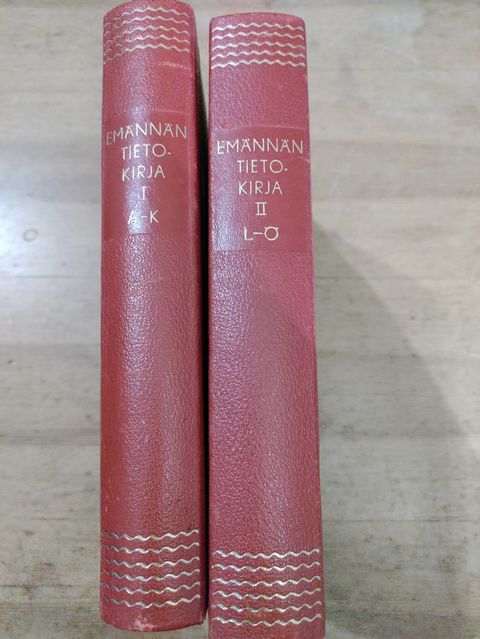 EMÄNNÄN
TIETO-
KIRJA
I
A-K
EMÄNNÄN
TIETO-
KIRJA
II
L-Ö